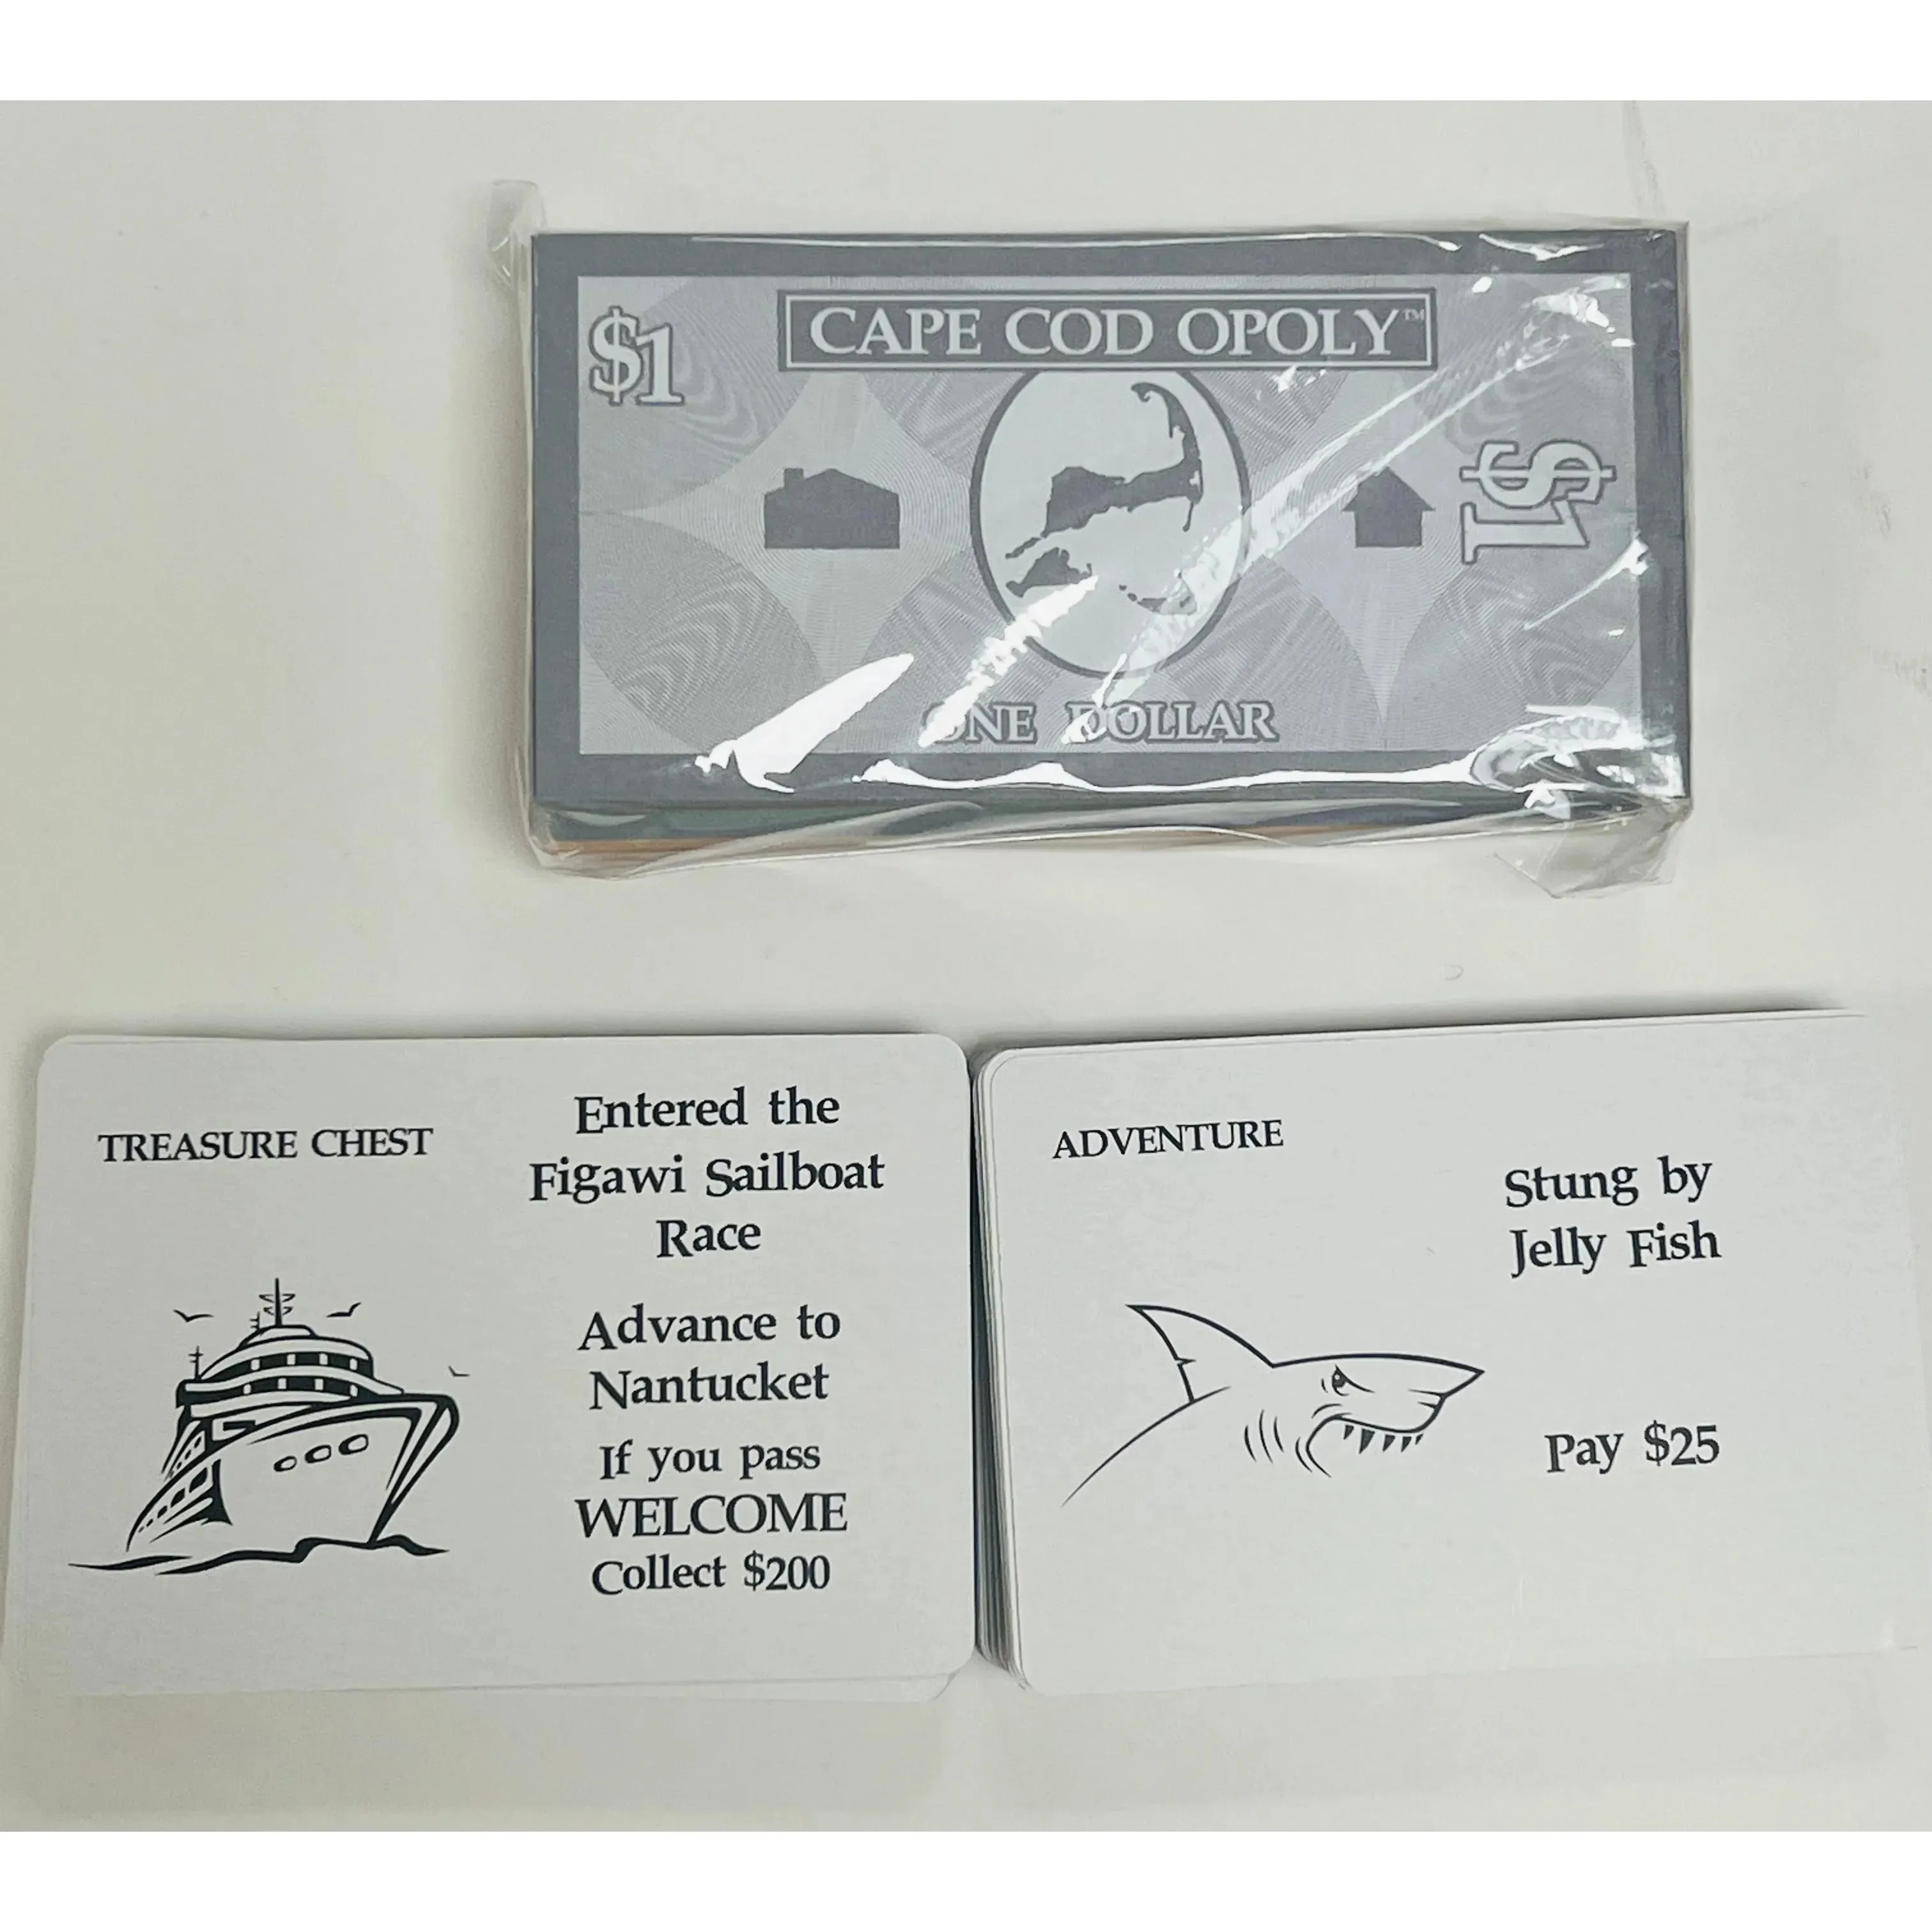 $1
CAPE COD OPOLY™
$1
ONE DOLLAR
TREASURE CHEST
Entered the
Figawi Sailboat
Race
Advance to
Nantucket
If you pass
WELCOME
Collect $200
ADVENTURE
Stung by
Jelly Fish
Pay $25